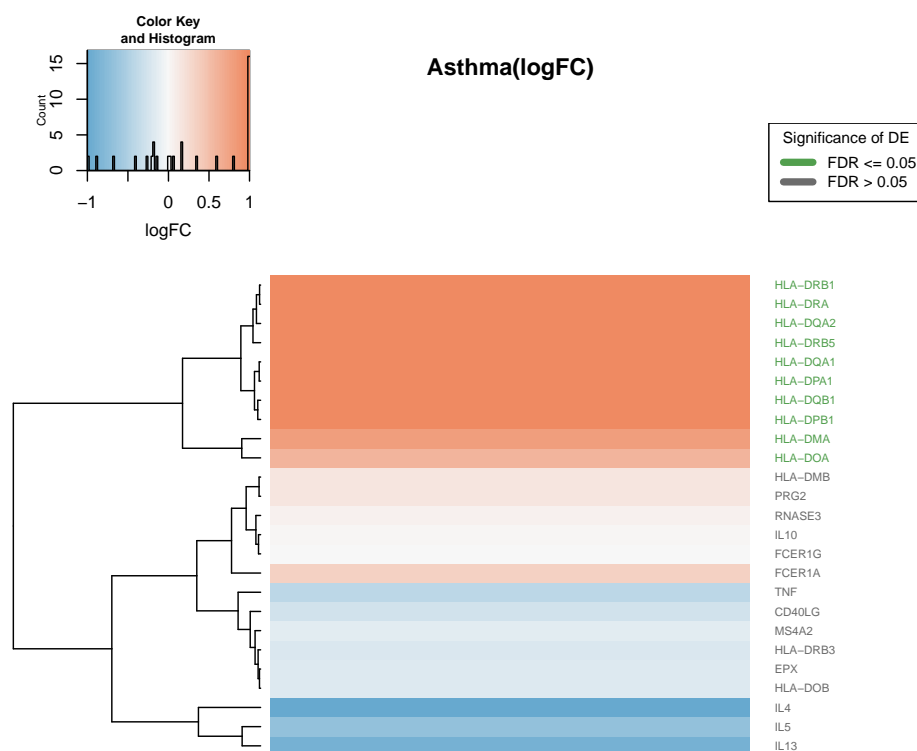 Color Key
and Histogram
Asthma(logFC)
Count
15
10
5
0
−1
0
0.5
1
logFC
Significance of DE
FDR <= 0.05
FDR > 0.05
HLA−DRB1
HLA−DRA
HLA−DQA2
HLA−DRB5
HLA−DQA1
HLA−DPA1
HLA−DQB1
HLA−DPB1
HLA−DMA
HLA−DOA
HLA−DMB
PRG2
RNASE3
IL10
FCER1G
FCER1A
TNF
CD40LG
MS4A2
HLA−DRB3
EPX
HLA−DOB
IL4
IL5
IL13